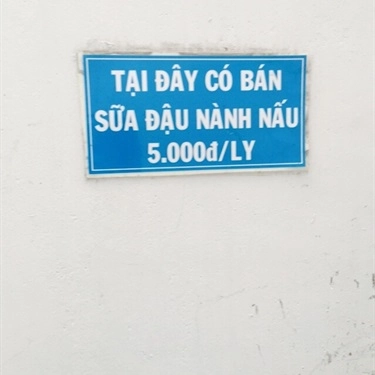 TẠI ĐÂY CÓ BÁN
SỮA ĐẬU NÀNH NẤU
5.000đ/LY